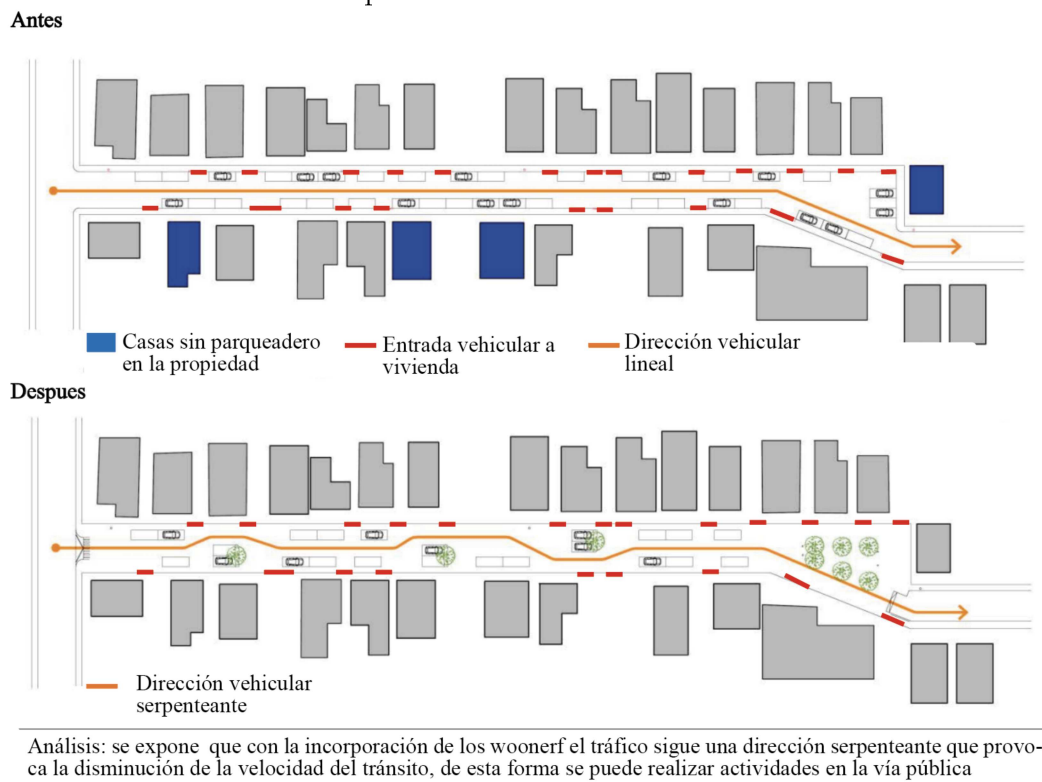 Antes
Casas sin parqueadero
en la propiedad
Entrada vehicular a
vivienda
Dirección vehicular
lineal
Despues
Dirección vehicular
serpenteante
Análisis: se expone que con la incorporación de los woonerf el tráfico sigue una dirección serpenteante que provo-
ca la disminución de la velocidad del tránsito, de esta forma se puede realizar actividades en la vía pública